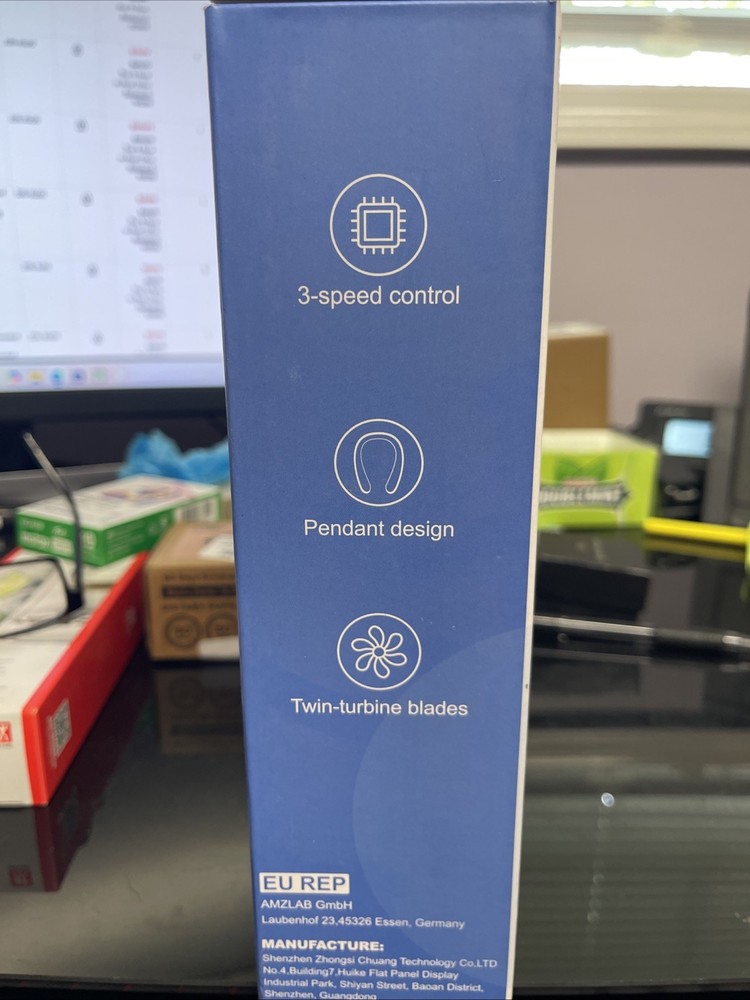 3-speed control
Pendant design
Twin-turbine blades
EU REP
AMZLAB GmbH
Laubenhof 23,45326 Essen, Germany
MANUFACTURE:
Shenzhen Zhongsi Chuang Technology Co,LTD
No.4,Building7,Huike Flat Panel Display
Industrial Park, Shiyan Street, Baoan District,
Shenzhen, Guangdong
DOUBLEMINT